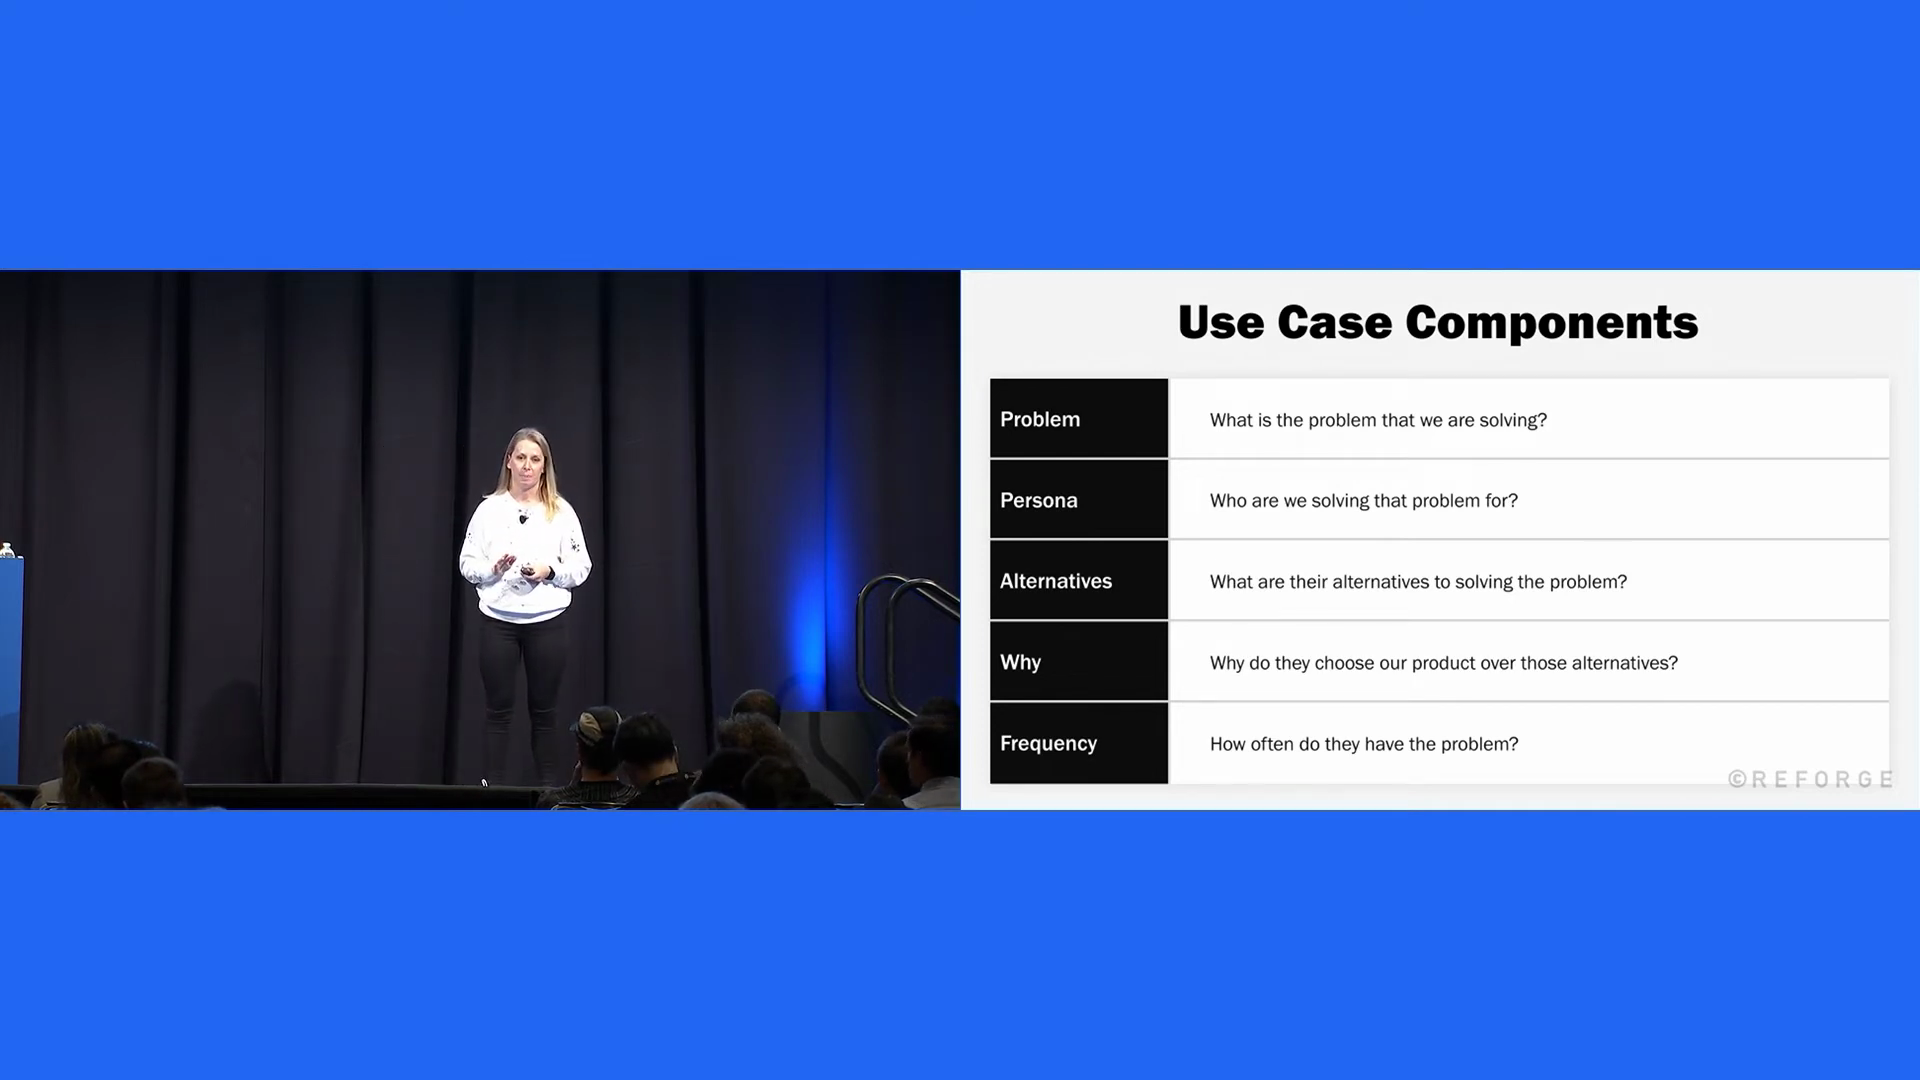 Use Case Components
Problem What is the problem that we are solving?
Persona Who are we solving that problem for?
Alternatives What are their alternatives to solving the problem?
Why Why do they choose our product over those alternatives?
Frequency How often do they have the problem?
©REFORGE